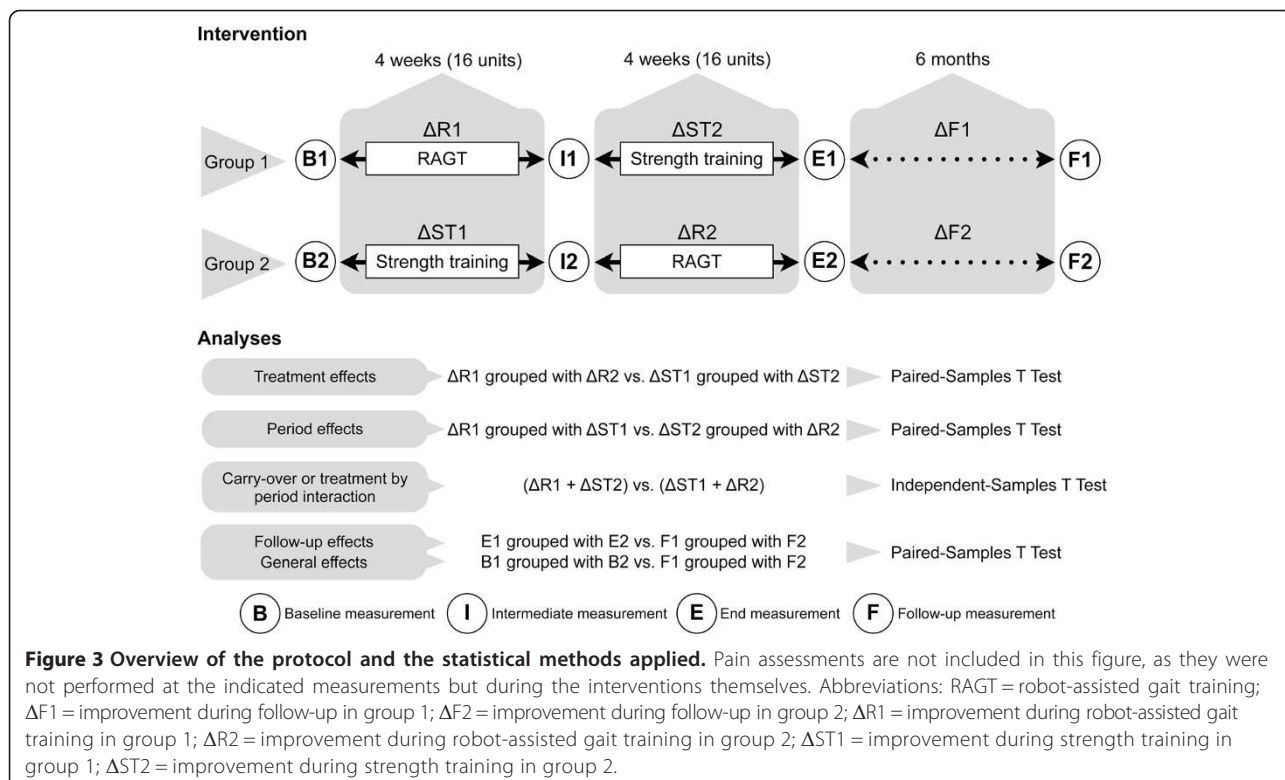 Intervention
4 weeks (16 units) 4 weeks (16 units) 6 months
ΔR1 ΔST2 ΔF1
Group 1 B1 RAGT I1 Strength training E1 F1
ΔST1 ΔR2 ΔF2
Group 2 B2 Strength training I2 RAGT E2 F2
Analyses
Treatment effects ΔR1 grouped with ΔR2 vs. ΔST1 grouped with ΔST2 Paired-Samples T Test
Period effects ΔR1 grouped with ΔST1 vs. ΔST2 grouped with ΔR2 Paired-Samples T Test
Carry-over or treatment by
period interaction (ΔR1 + ΔST2) vs. (ΔST1 + ΔR2) Independent-Samples T Test
Follow-up effects E1 grouped with E2 vs. F1 grouped with F2
General effects B1 grouped with B2 vs. F1 grouped with F2 Paired-Samples T Test
B Baseline measurement I Intermediate measurement E End measurement F Follow-up measurement
Figure 3 Overview of the protocol and the statistical methods applied. Pain assessments are not included in this figure, as they were
not performed at the indicated measurements but during the interventions themselves. Abbreviations: RAGT = robot-assisted gait training;
ΔF1 = improvement during follow-up in group 1; ΔF2 = improvement during follow-up in group 2; ΔR1 = improvement during robot-assisted gait
training in group 1; ΔR2 = improvement during robot-assisted gait training in group 2; ΔST1 = improvement during strength training in
group 1; ΔST2 = improvement during strength training in group 2.